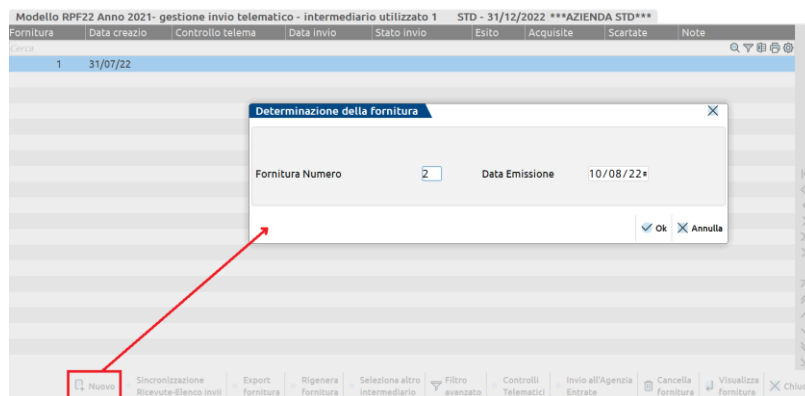 Modello RPF22 Anno 2021- gestione invio telematico - intermediario utilizzato 1 STD - 31/12/2022 ***AZIENDA STD***
Fornitura Data creazio Controllo telema Data invio Stato invio Esito Acquisite Scartate Note
Cerca
1 31/07/22
Determinazione della fornitura
Fornitura Numero 2 Data Emissione 10/08/22
Ok Annulla
Nuovo
Sincronizzazione
Ricevute-Elenco invii
Export
fornitura
Rigenera
fornitura
Seleziona altro
intermediario
Filtro
avanzato
Controlli
Telematici
Invio all'Agenzia
Entrate
Cancella
fornitura
Visualizza
fornitura
Chiud